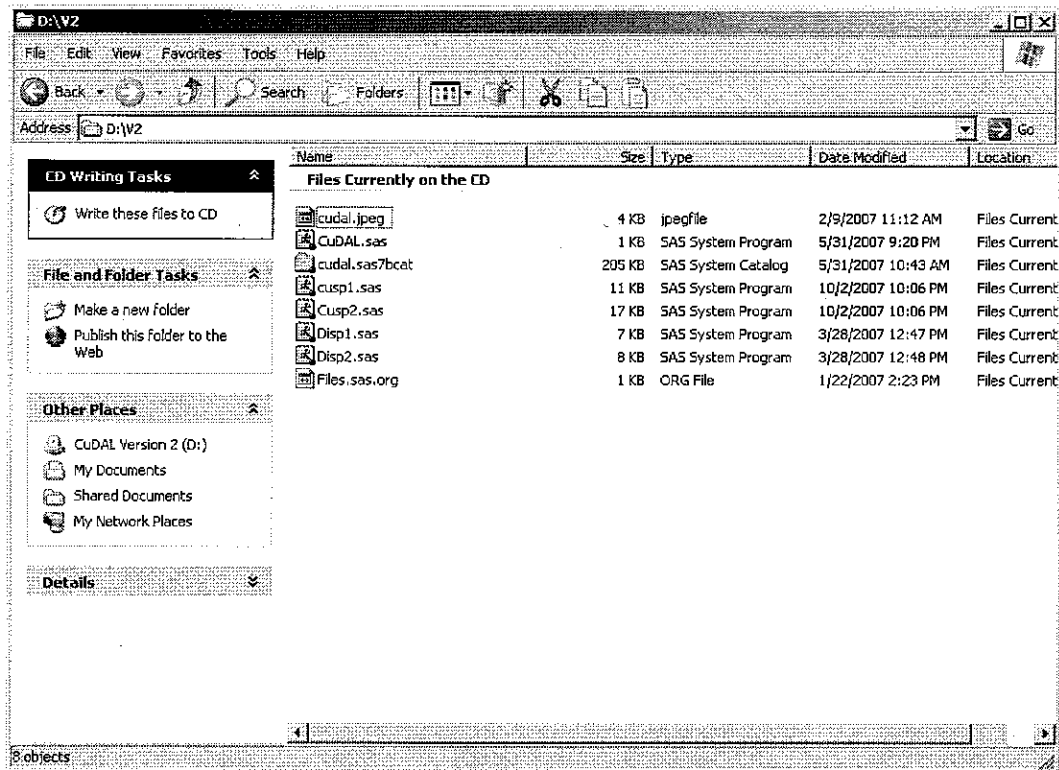 D:\V2
File Edit View Favorites Tools Help
Back Search Folders
Address D:\V2 Go
CD Writing Tasks
Write these files to CD
File and Folder Tasks
Make a new folder
Publish this folder to the
Web
Other Places
CuDAL Version 2 (D:)
My Documents
Shared Documents
My Network Places
Details
Name Size Type Date Modified Location
Files Currently on the CD
cudal.jpeg 4 KB jpegfile 2/9/2007 11:12 AM Files Current
CuDAL.sas 1 KB SAS System Program 5/31/2007 9:20 PM Files Current
cudal.sas7bcat 205 KB SAS System Catalog 5/31/2007 10:43 AM Files Current
cusp1.sas 11 KB SAS System Program 10/2/2007 10:06 PM Files Current
Cusp2.sas 17 KB SAS System Program 10/2/2007 10:06 PM Files Current
Disp1.sas 7 KB SAS System Program 3/28/2007 12:47 PM Files Current
Disp2.sas 8 KB SAS System Program 3/28/2007 12:48 PM Files Current
Files.sas.org 1 KB ORG File 1/22/2007 2:23 PM Files Current
8 objects